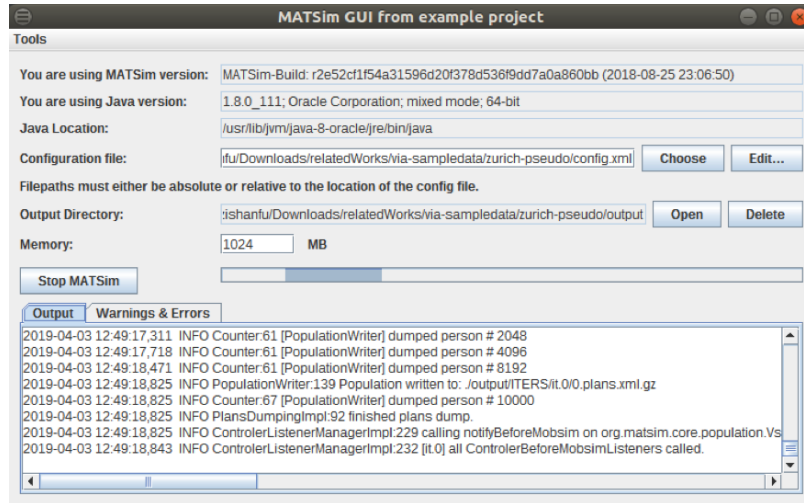 MATSim GUI from example project
Tools
You are using MATSim version: MATSim-Build: r2e52cf1f54a31596d20f378d536f9dd7a0a860bb (2018-08-25 23:06:50)
You are using Java version: 1.8.0_111; Oracle Corporation; mixed mode; 64-bit
Java Location: /usr/lib/jvm/java-8-oracle/jre/bin/java
Configuration file: ıfu/Downloads/relatedWorks/via-sampledata/zurich-pseudo/config.xml Choose Edit...
Filepaths must either be absolute or relative to the location of the config file.
Output Directory: :ishanfu/Downloads/relatedWorks/via-sampledata/zurich-pseudo/output Open Delete
Memory: 1024 MB
Stop MATSim
Output Warnings & Errors
2019-04-03 12:49:17,311 INFO Counter:61 [PopulationWriter] dumped person # 2048
2019-04-03 12:49:17,718 INFO Counter:61 [PopulationWriter] dumped person # 4096
2019-04-03 12:49:18,471 INFO Counter:61 [PopulationWriter] dumped person # 8192
2019-04-03 12:49:18,825 INFO PopulationWriter:139 Population written to: ./output/ITERS/it.0/0.plans.xml.gz
2019-04-03 12:49:18,825 INFO Counter:67 [PopulationWriter] dumped person # 10000
2019-04-03 12:49:18,825 INFO PlansDumpingImpl:92 finished plans dump.
2019-04-03 12:49:18,825 INFO ControlerListenerManagerImpl:229 calling notifyBeforeMobsim on org.matsim.core.population.Vs
2019-04-03 12:49:18,843 INFO ControlerListenerManagerImpl:232 [it.0] all ControlerBeforeMobsimListeners called.